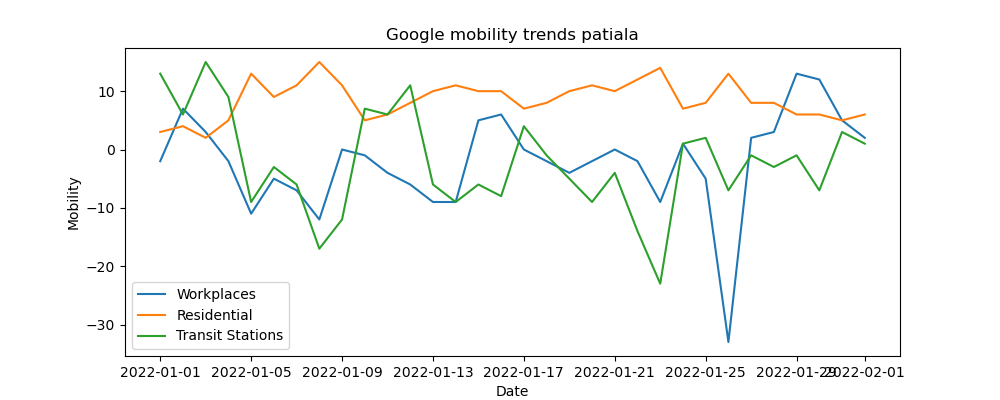 Google mobility trends patiala
Mobility
10
0
−10
−20
−30
Workplaces
Residential
Transit Stations
2022-01-01 2022-01-05 2022-01-09 2022-01-13 2022-01-17 2022-01-21 2022-01-25 2022-01-29 2022-02-01
Date